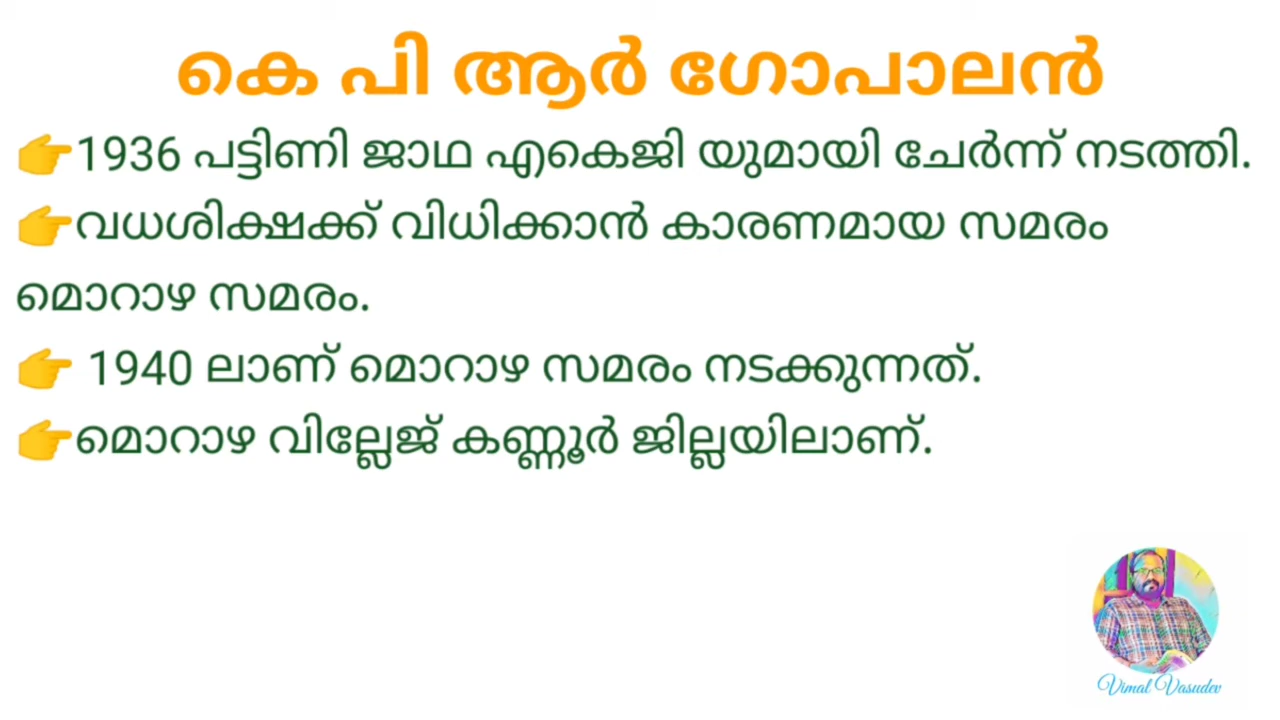 കെ പി ആർ ഗോപാലൻ
👉1936 പട്ടിണി ജാഥ എകെജി യുമായി ചേർന്ന് നടത്തി.
👉വധശിക്ഷക്ക് വിധിക്കാൻ കാരണമായ സമരം
മൊറാഴ സമരം.
👉 1940 ലാണ് മൊറാഴ സമരം നടക്കുന്നത്.
👉മൊറാഴ വില്ലേജ് കണ്ണൂർ ജില്ലയിലാണ്.
Vimal Vasudev